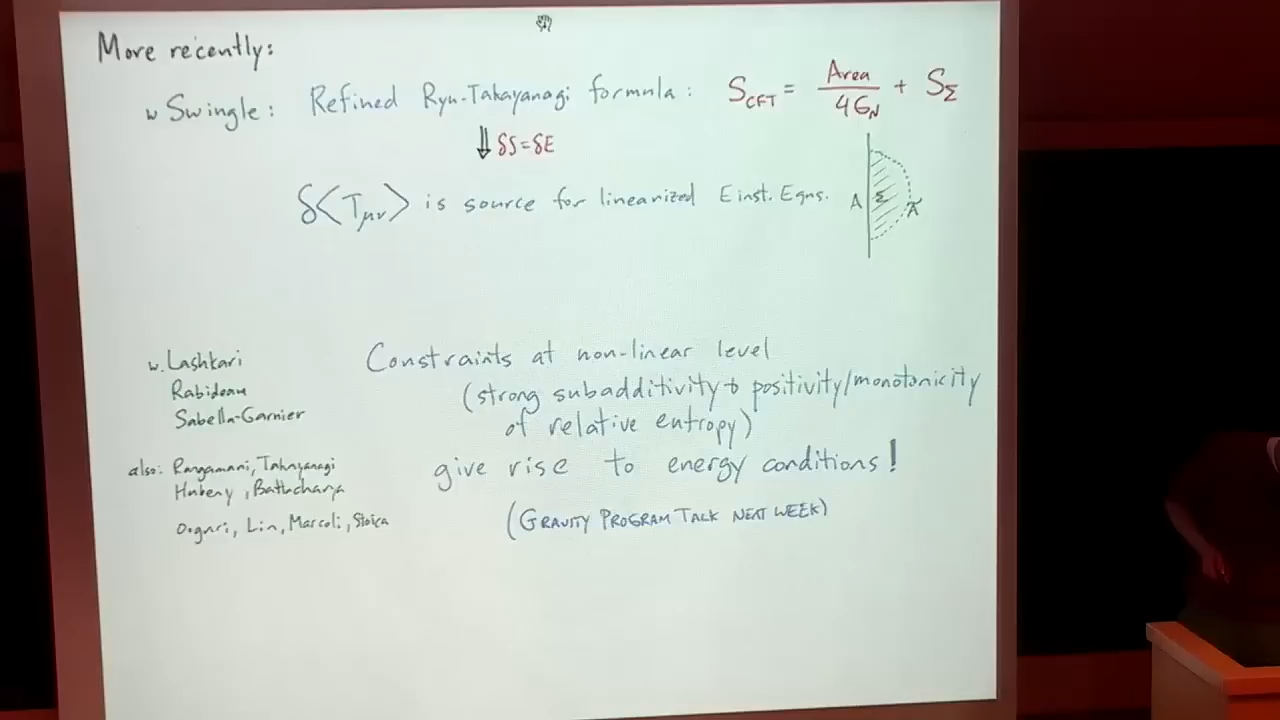 More recently:
w Swingle: Refined Ryu-Takayanagi formula: S_CFT = Area / 4G_N + S_Σ
⇓ δS=δE
δ<T_μν> is source for linearized Einst. Eqns.
A Σ Ã
w. Lashkari
Rabideau
Sabella-Garnier
Constraints at non-linear level
(strong subadditivity + positivity/monotonicity
of relative entropy)
also: Rangamani, Takayanagi
Hubeny, Battacharya
Ooguri, Lin, Marcoli, Stoica
give rise to energy conditions!
(GRAVITY PROGRAM TALK NEXT WEEK)